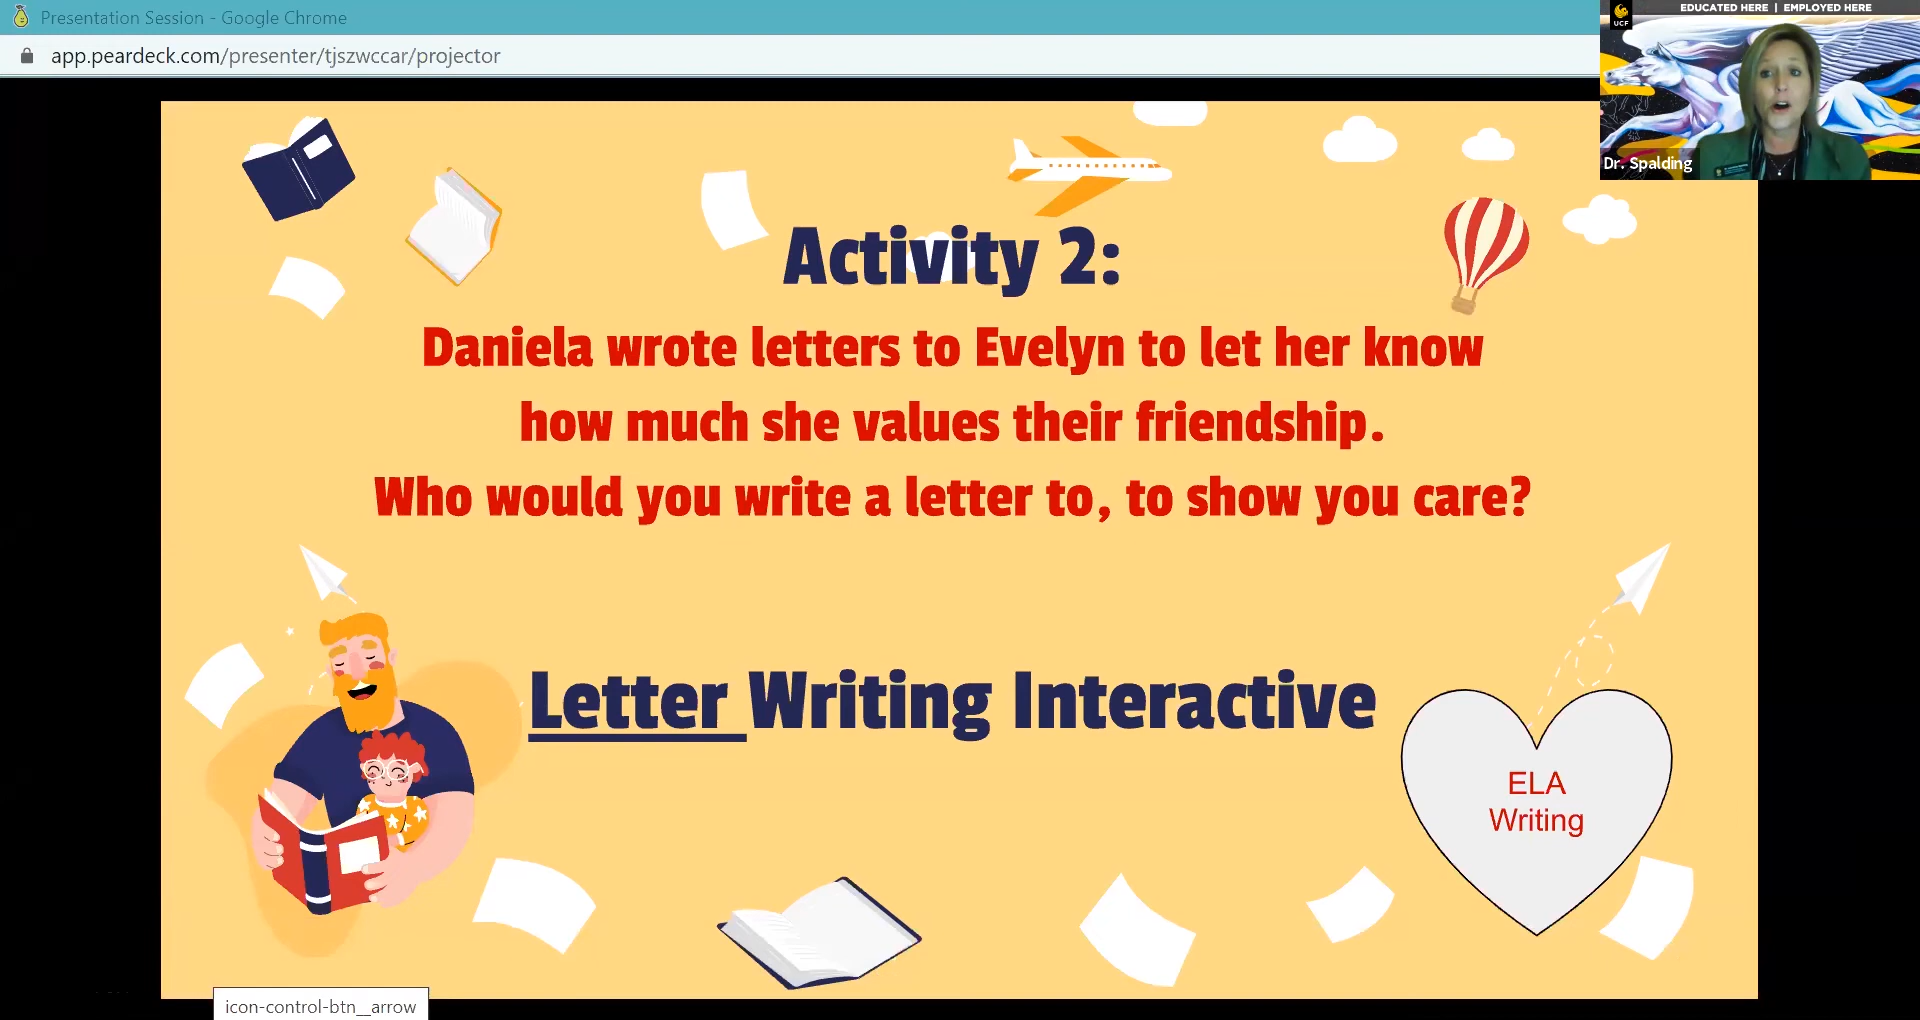 Presentation Session - Google Chrome
app.peardeck.com/presenter/tjszwccar/projector
EDUCATED HERE | EMPLOYED HERE
UCF
Dr. Spalding
Activity 2:
Daniela wrote letters to Evelyn to let her know
how much she values their friendship.
Who would you write a letter to, to show you care?
Letter Writing Interactive
ELA
Writing
icon-control-btn__arrow